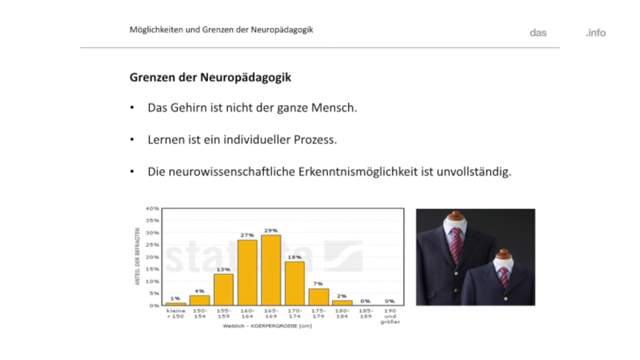 Möglichkeiten und Grenzen der Neuropädagogik
das .info
Grenzen der Neuropädagogik
• Das Gehirn ist nicht der ganze Mensch.
• Lernen ist ein individueller Prozess.
• Die neurowissenschaftliche Erkenntnismöglichkeit ist unvollständig.
ANTEIL DER BEFRAGTEN
40%
35%
30%
25%
20%
15%
10%
5%
0%
1% 4% 13% 27% 29% 18% 7% 2% 0% 0%
statista
kleine 150- 155- 160- 165- 170- 175- 180- 185- 190
r 150 154 159 164 169 174 179 184 189 und
größer
Weiblich - KOERPERGROESSE [cm]